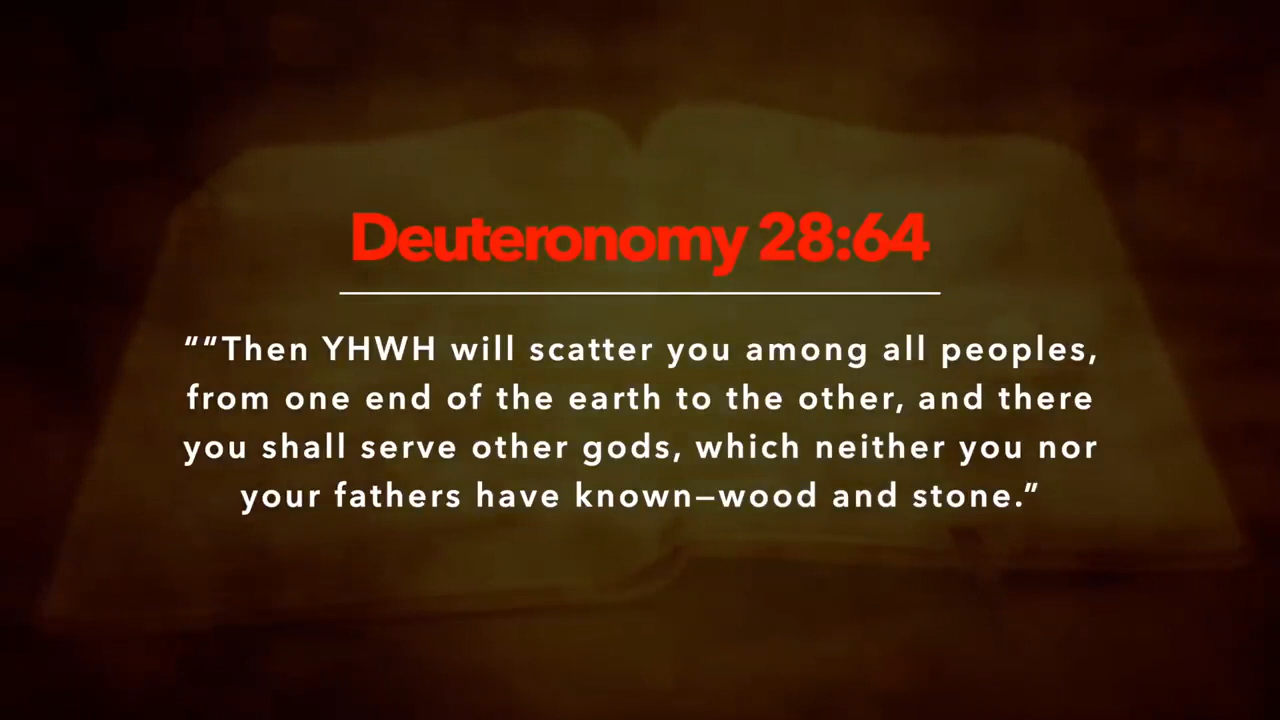 Deuteronomy 28:64
““Then YHWH will scatter you among all peoples,
from one end of the earth to the other, and there
you shall serve other gods, which neither you nor
your fathers have known—wood and stone.”